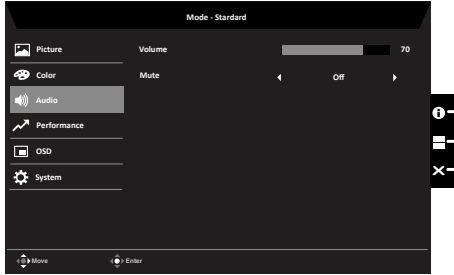 Mode - Stardard
Picture
Volume 70
Color
Mute Off
Audio
Performance
OSD
System
Move Enter